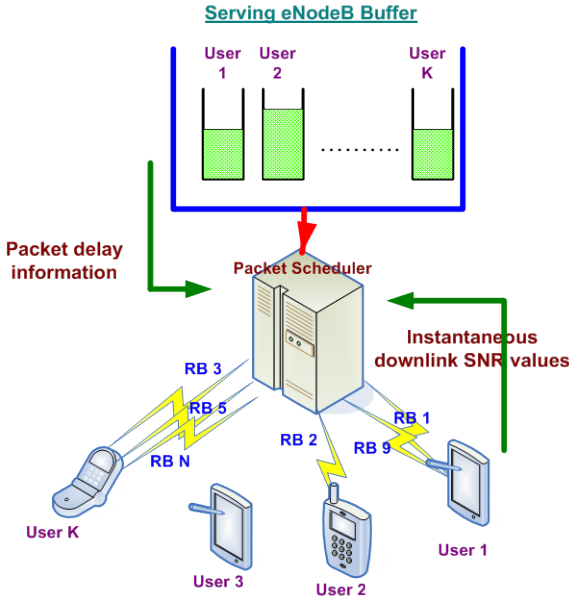 Serving eNodeB Buffer
User
1
User
2
User
K
Packet delay
information
Packet Scheduler
Instantaneous
downlink SNR values
RB 3
RB 5
RB N
RB 2
RB 1
RB 9
User K
User 3
User 2
User 1